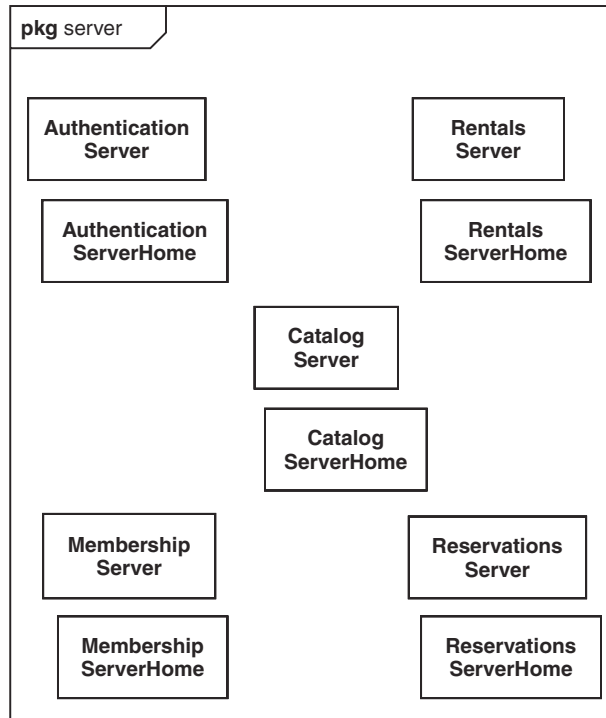 pkg server
Authentication
Server
Rentals
Server
Authentication
ServerHome
Rentals
ServerHome
Catalog
Server
Catalog
ServerHome
Membership
Server
Reservations
Server
Membership
ServerHome
Reservations
ServerHome